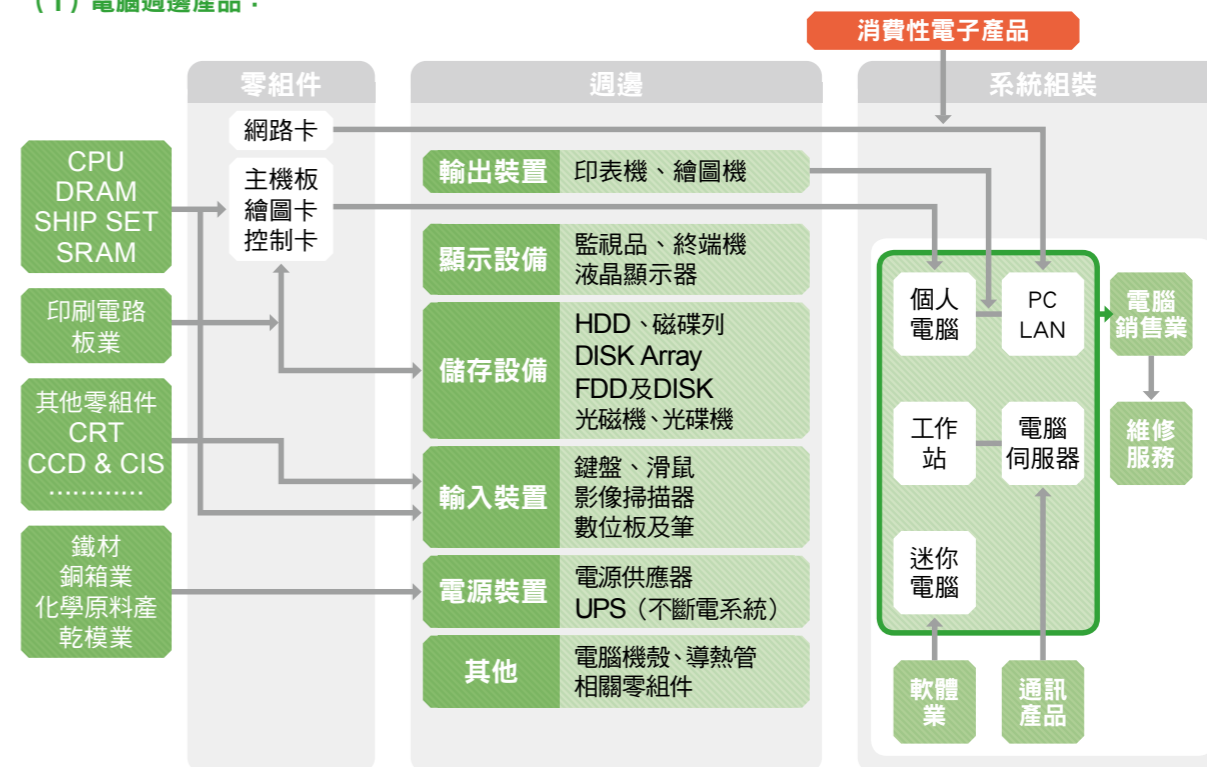 （1）電腦週邊產品：
消費性電子產品
零組件
週邊
系統組裝
CPU
DRAM
SHIP SET
SRAM
印刷電路
板業
其他零組件
CRT
CCD & CIS
…………
鐵材
銅箱業
化學原料產
乾模業
網路卡
主機板
繪圖卡
控制卡
輸出裝置
印表機、繪圖機
顯示設備
監視品、終端機
液晶顯示器
儲存設備
HDD、磁碟列
DISK Array
FDD及DISK
光磁機、光碟機
輸入裝置
鍵盤、滑鼠
影像掃描器
數位板及筆
電源裝置
電源供應器
UPS（不斷電系統）
其他
電腦機殼、導熱管
相關零組件
個人
電腦
PC
LAN
工作
站
電腦
伺服器
迷你
電腦
軟體
業
通訊
產品
電腦
銷售業
維修
服務